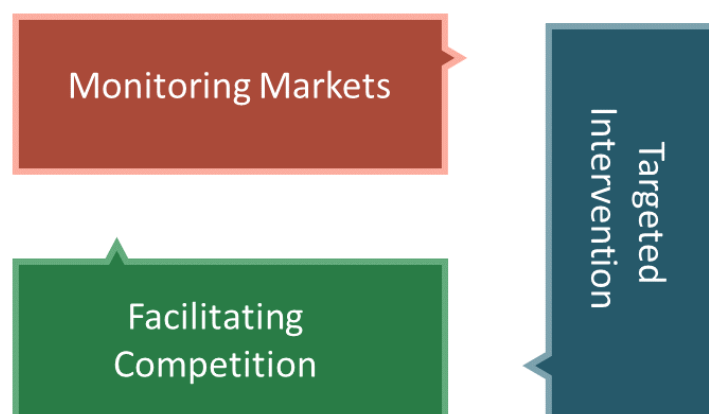 Monitoring Markets
Targeted
Intervention
Facilitating
Competition